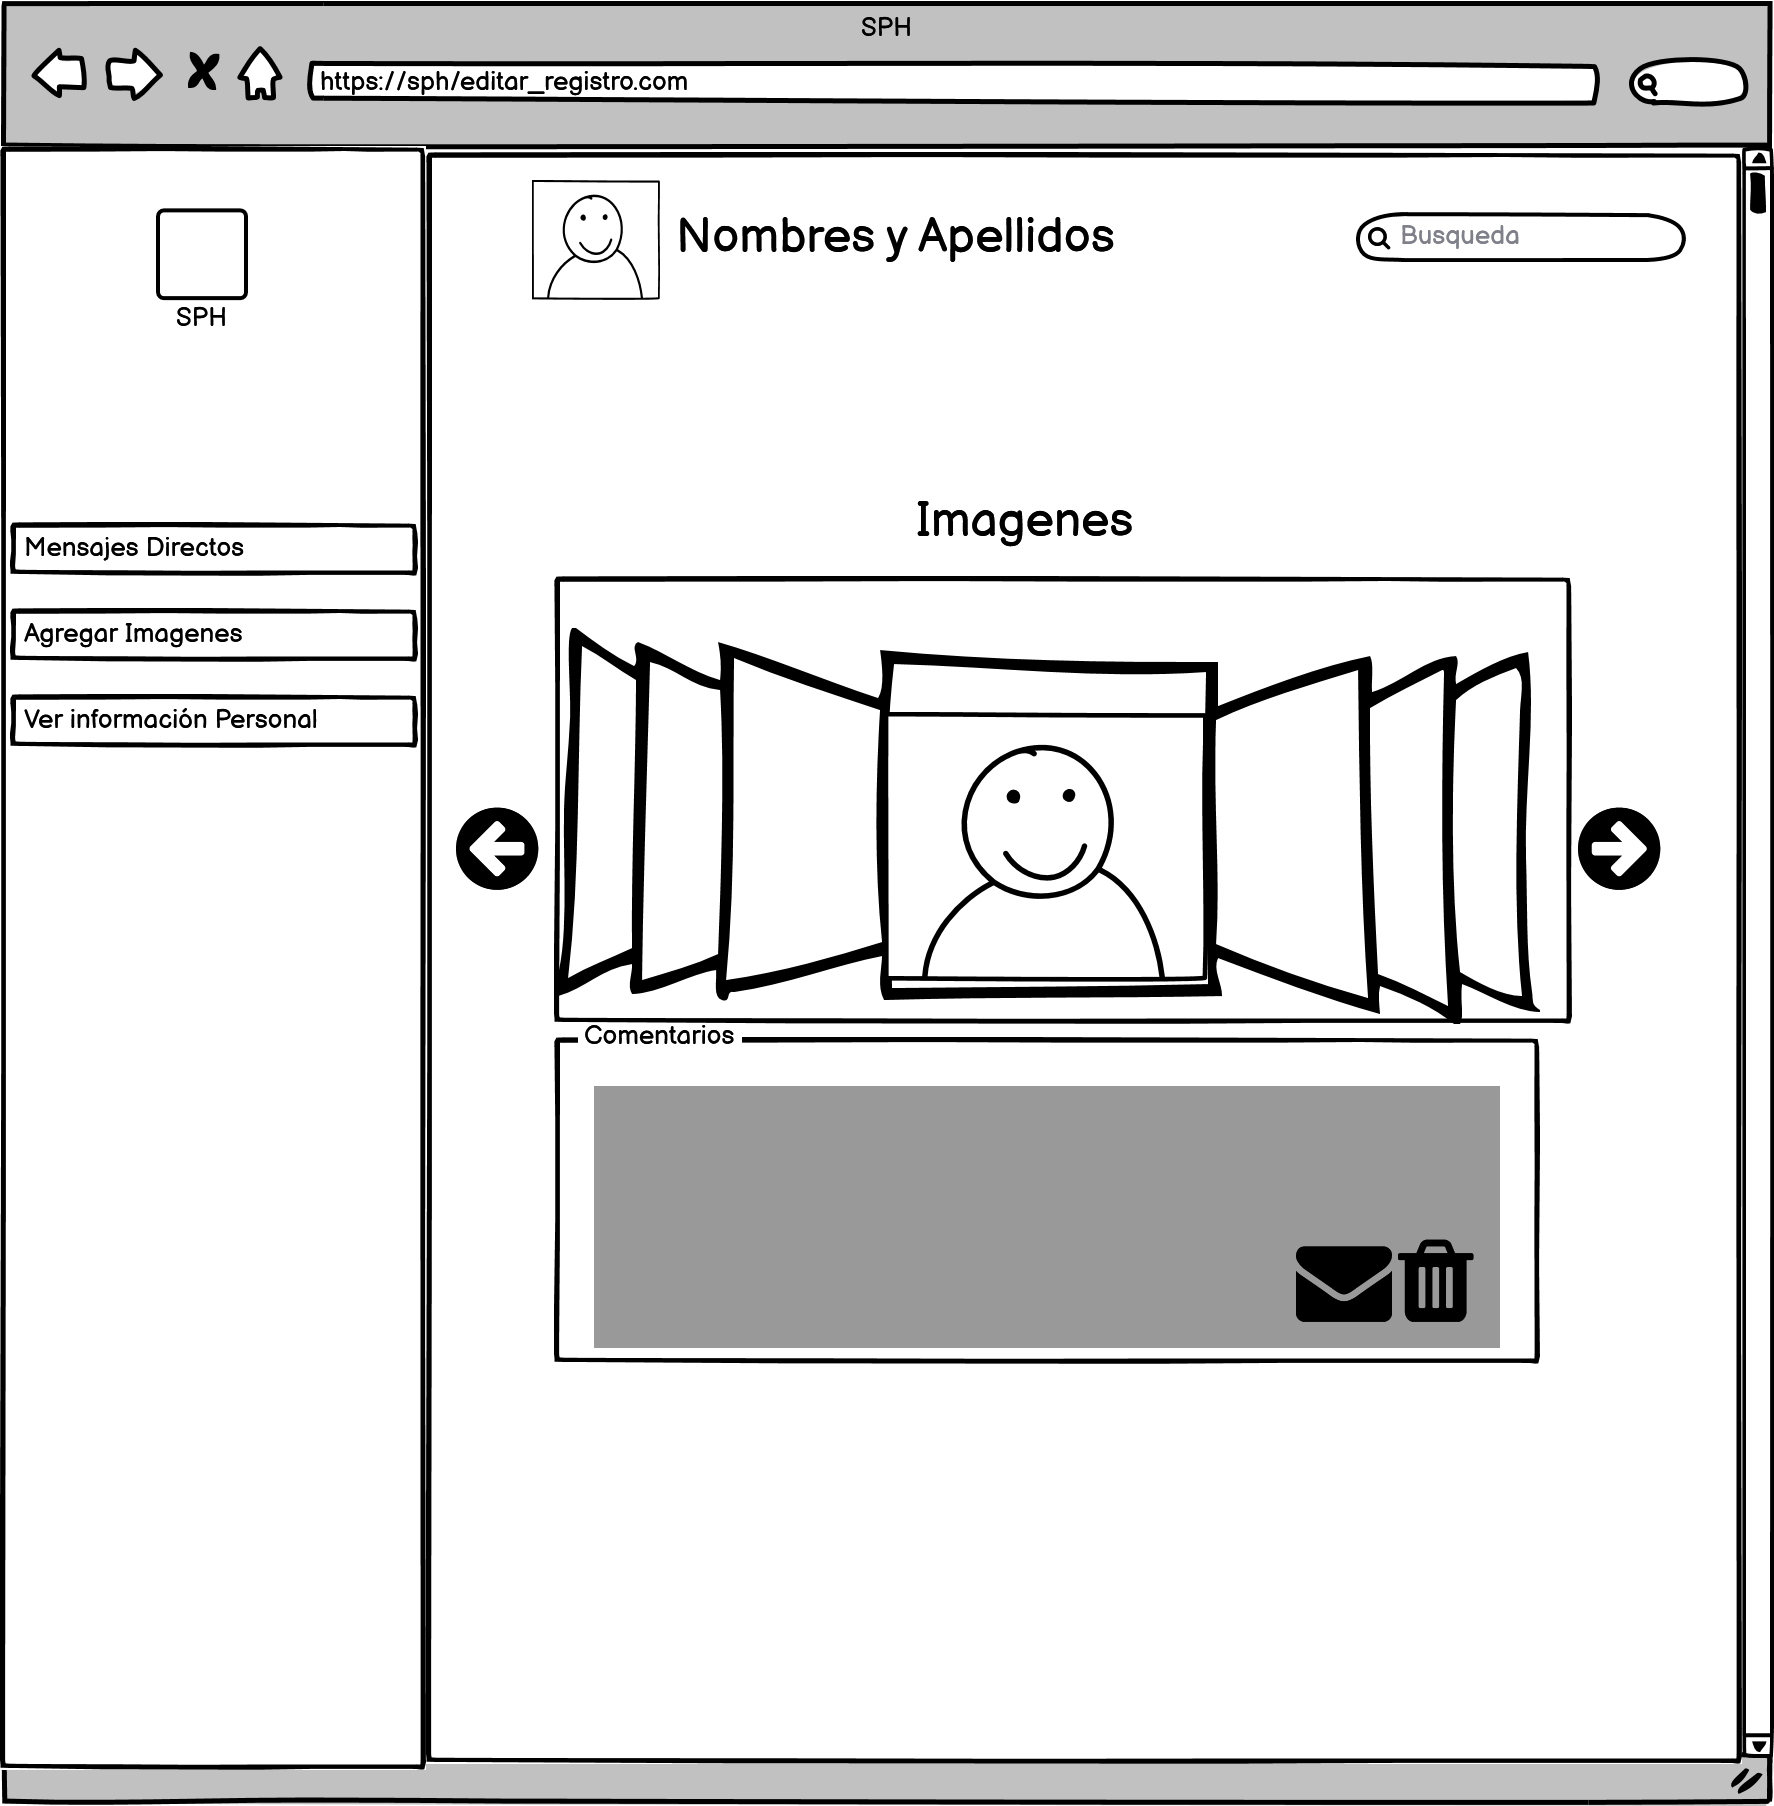 SPH
https://sph/editar_registro.com
SPH
Nombres y Apellidos
Busqueda
Mensajes Directos
Agregar Imagenes
Ver información Personal
Imagenes
Comentarios